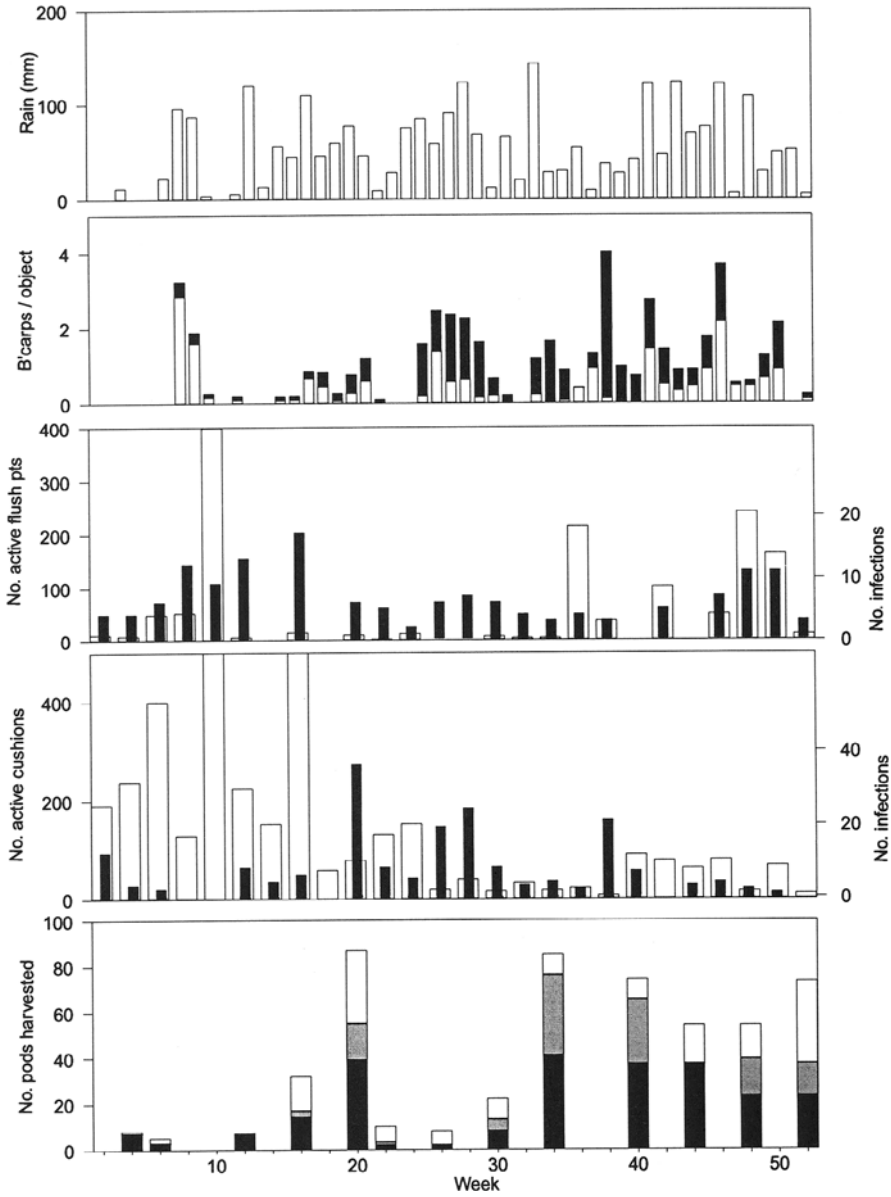 200
100
0
Rain (mm)
4
2
0
B'carps / object
400
300
200
100
0
No. active flush pts
20
10
0
No. infections
400
200
0
No. active cushions
40
20
0
No. infections
100
80
60
40
20
0
No. pods harvested
10 20 30 40 50
Week